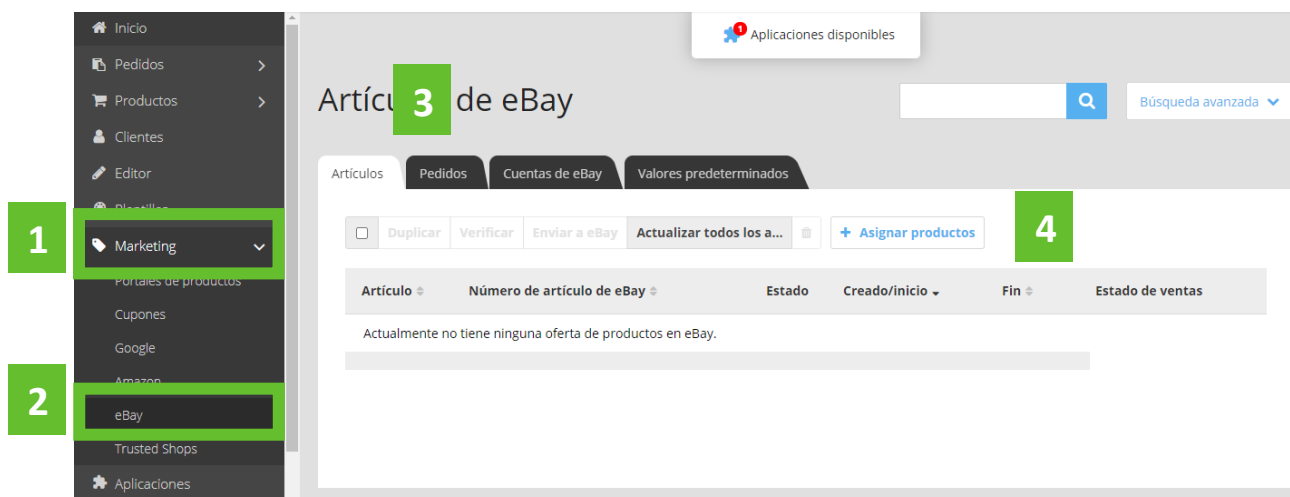 Inicio
Pedidos
Productos
Clientes
Editor
Plantillas
1
Marketing
Portales de productos
Cupones
Google
Amazon
2
eBay
Trusted Shops
Aplicaciones
1
Aplicaciones disponibles
Artícu 3 de eBay
Búsqueda avanzada
Artículos Pedidos Cuentas de eBay Valores predeterminados
Duplicar Verificar Enviar a eBay Actualizar todos los a... + Asignar productos
4
Artículo Número de artículo de eBay Estado Creado/inicio Fin Estado de ventas
Actualmente no tiene ninguna oferta de productos en eBay.